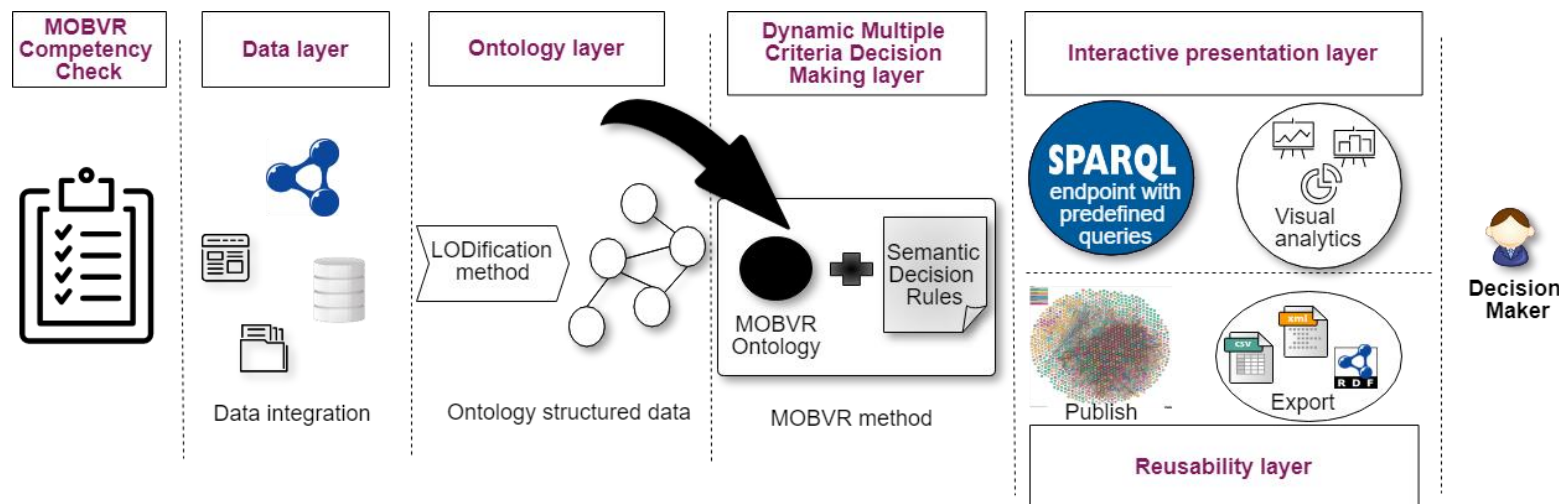 MOBVR
Competency
Check
Data layer
Ontology layer
Dynamic Multiple
Criteria Decision
Making layer
Interactive presentation layer
LODification
method
MOBVR
Ontology
Semantic
Decision
Rules
SPARQL
endpoint with
predefined
queries
Visual
analytics
Decision
Maker
Publish
CSV
xml
RDF
Export
Data integration
Ontology structured data
MOBVR method
Reusability layer